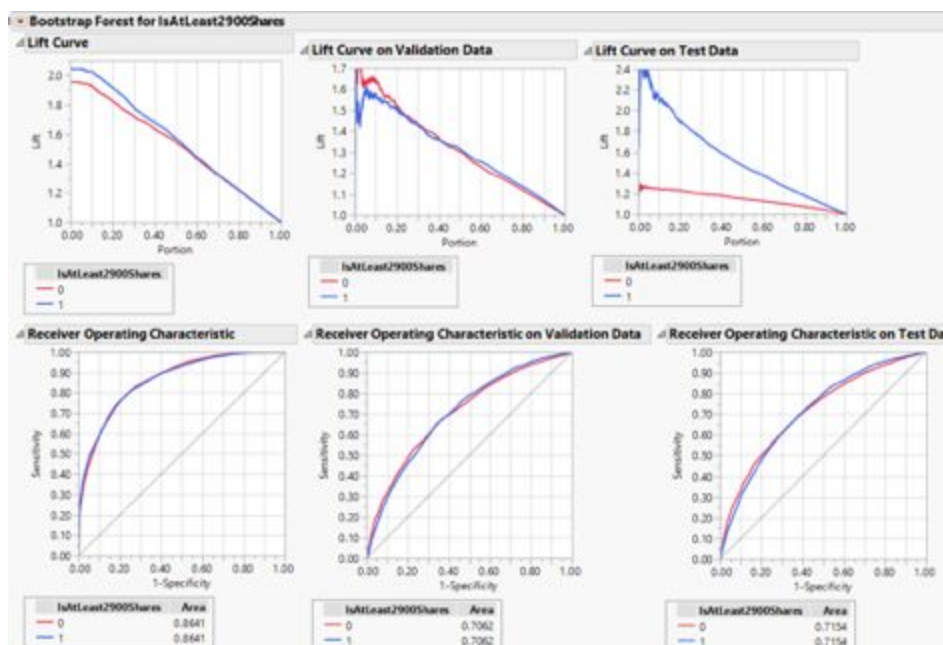 Bootstrap Forest for IsAtLeast2900Shares
Lift Curve
Lift Curve on Validation Data
Lift Curve on Test Data
2.0
1.8
1.6
1.4
1.2
1.0
Lift
0.00 0.20 0.40 0.60 0.80 1.00
Portion
IsAtLeast2900Shares
0
1
1.7
1.6
1.5
1.4
1.3
1.2
1.1
1.0
Lift
0.00 0.20 0.40 0.60 0.80 1.00
Portion
IsAtLeast2900Shares
0
1
2.4
2.2
2.0
1.8
1.6
1.4
1.2
1.0
Lift
0.00 0.20 0.40 0.60 0.80 1.00
Portion
IsAtLeast2900Shares
0
1
Receiver Operating Characteristic
Receiver Operating Characteristic on Validation Data
Receiver Operating Characteristic on Test Da
1.00
0.90
0.80
0.70
0.60
0.50
0.40
0.30
0.20
0.10
0.00
Sensitivity
0.00 0.20 0.40 0.60 0.80 1.00
1-Specificity
IsAtLeast2900Shares Area
0 0.8641
1 0.8641
1.00
0.90
0.80
0.70
0.60
0.50
0.40
0.30
0.20
0.10
0.00
Sensitivity
0.00 0.20 0.40 0.60 0.80 1.00
1-Specificity
IsAtLeast2900Shares Area
0 0.7062
1 0.7062
1.00
0.90
0.80
0.70
0.60
0.50
0.40
0.30
0.20
0.10
0.00
Sensitivity
0.00 0.20 0.40 0.60 0.80 1.00
1-Specificity
IsAtLeast2900Shares Area
0 0.7154
1 0.7154